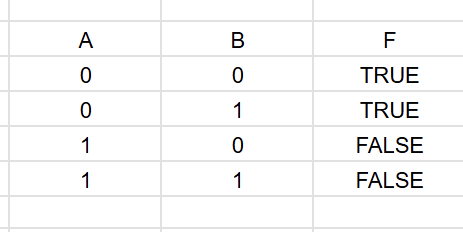 A B F
0 0 TRUE
0 1 TRUE
1 0 FALSE
1 1 FALSE